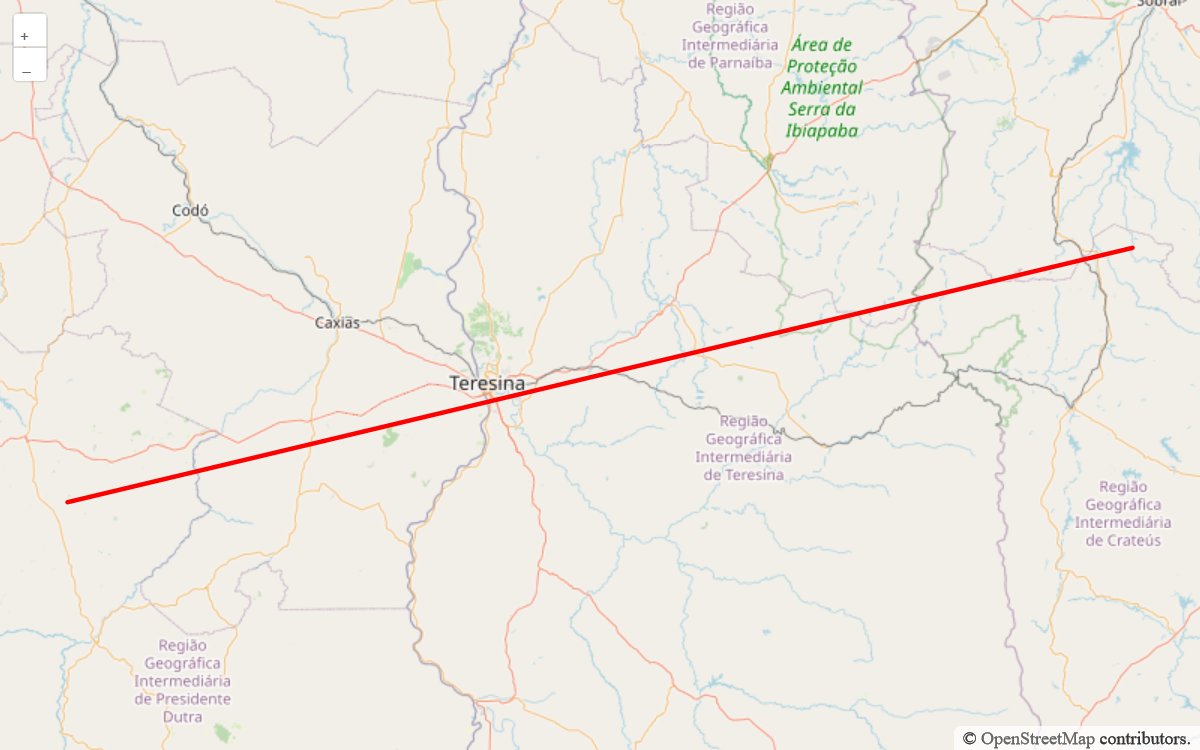 +
–
Região
Geográfica
Intermediária
de Parnaíba
Área de
Proteção
Ambiental
Serra da
Ibiapaba
Sobral
Codó
Caxias
Teresina
Região
Geográfica
Intermediária
de Teresina
Região
Geográfica
Intermediária
de Crateús
Região
Geográfica
Intermediária
de Presidente
Dutra
© OpenStreetMap contributors.